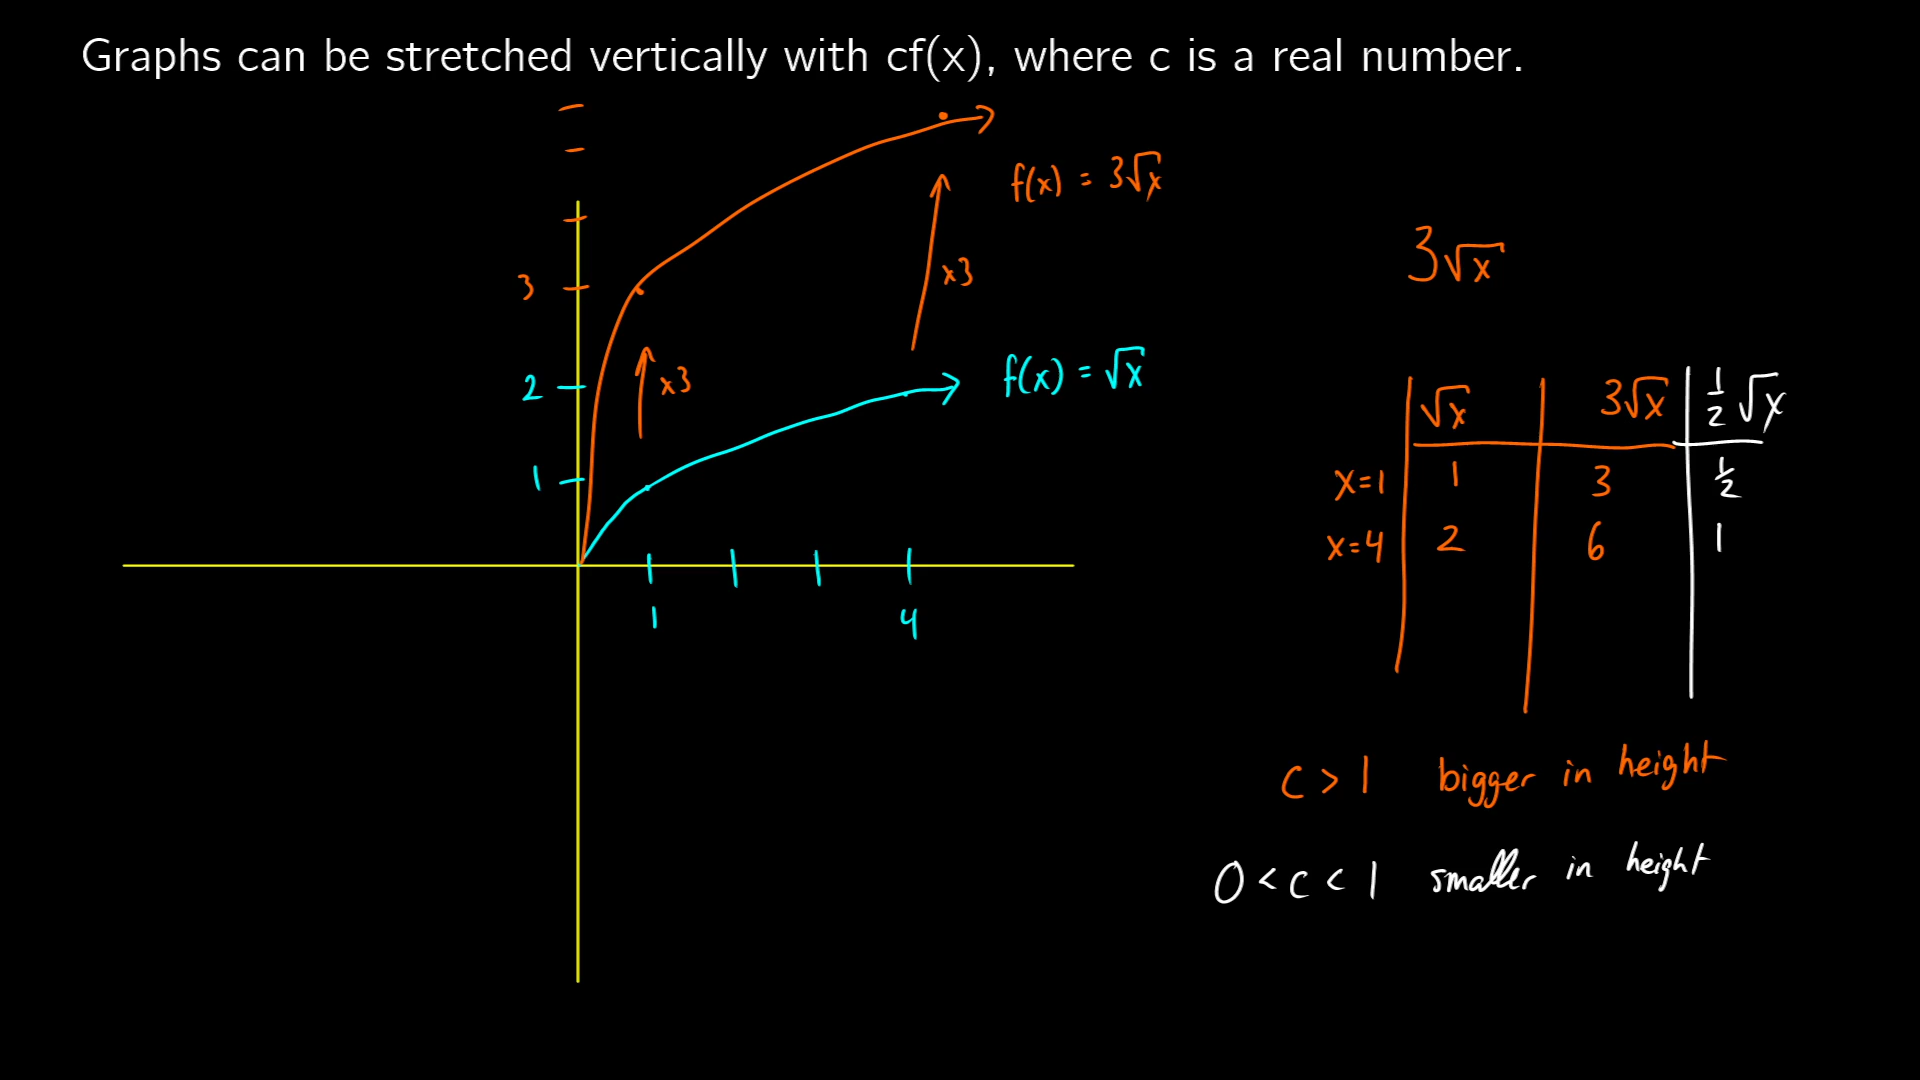 Graphs can be stretched vertically with cf(x), where c is a real number.
f(x) = 3√x
x3
3
x3
f(x) = √x
2
1
1 4
3√x
√x 3√x 1/2 √x
x=1 1 3 1/2
x=4 2 6 1
c > 1 bigger in height
0 < c < 1 smaller in height